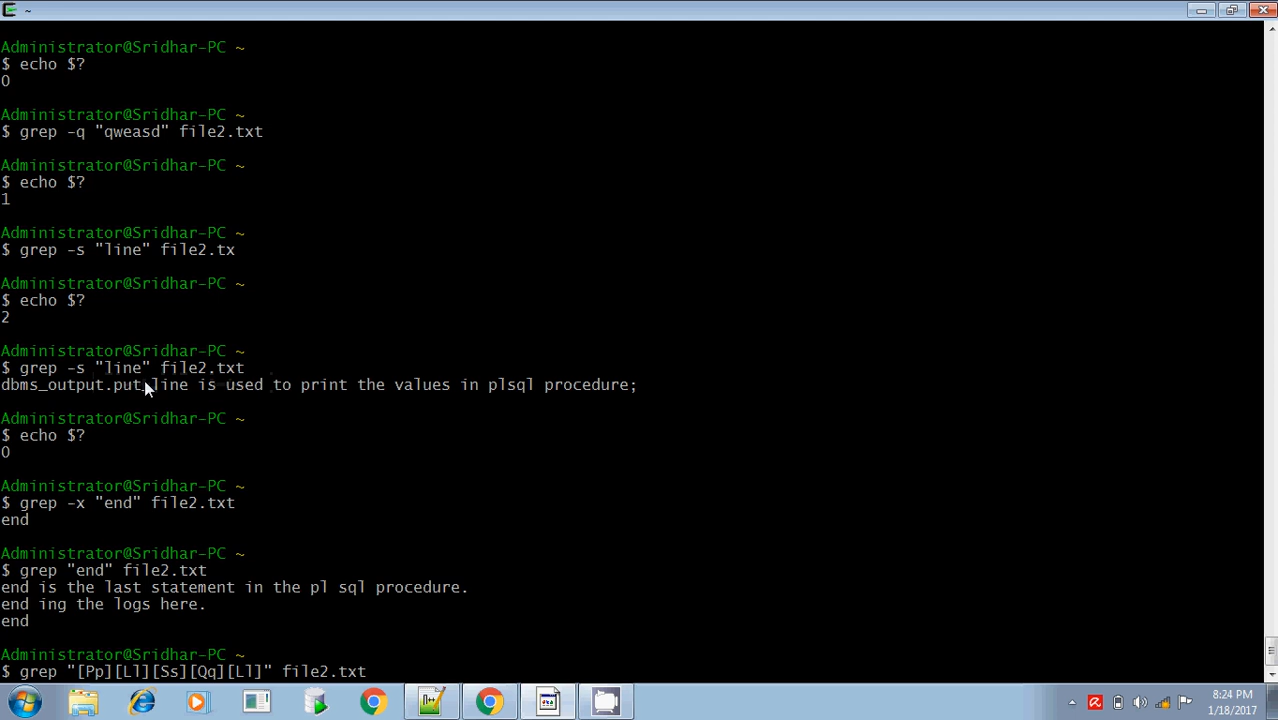 ~
Administrator@Sridhar-PC ~
$ echo $?
0
Administrator@Sridhar-PC ~
$ grep -q "qweasd" file2.txt
Administrator@Sridhar-PC ~
$ echo $?
1
Administrator@Sridhar-PC ~
$ grep -s "line" file2.tx
Administrator@Sridhar-PC ~
$ echo $?
2
Administrator@Sridhar-PC ~
$ grep -s "line" file2.txt
dbms_output.put_line is used to print the values in plsql procedure;
Administrator@Sridhar-PC ~
$ echo $?
0
Administrator@Sridhar-PC ~
$ grep -x "end" file2.txt
end
Administrator@Sridhar-PC ~
$ grep "end" file2.txt
end is the last statement in the pl sql procedure.
end ing the logs here.
end
Administrator@Sridhar-PC ~
$ grep "[Pp][Ll][Ss][Qq][Ll]" file2.txt
8:24 PM
1/18/2017